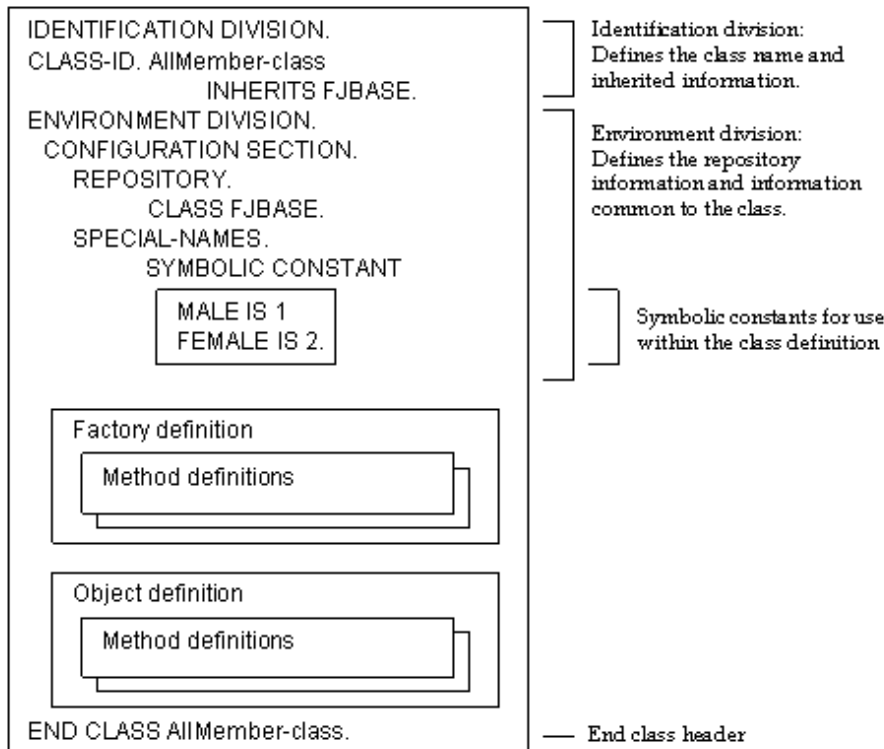 IDENTIFICATION DIVISION.
CLASS-ID. AllMember-class
INHERITS FJBASE.
ENVIRONMENT DIVISION.
CONFIGURATION SECTION.
REPOSITORY.
CLASS FJBASE.
SPECIAL-NAMES.
SYMBOLIC CONSTANT
MALE IS 1
FEMALE IS 2.
Factory definition
Method definitions
Object definition
Method definitions
END CLASS AllMember-class.
Identification division:
Defines the class name and
inherited information.
Environment division:
Defines the repository
information and information
common to the class.
Symbolic constants for use
within the class definition
End class header